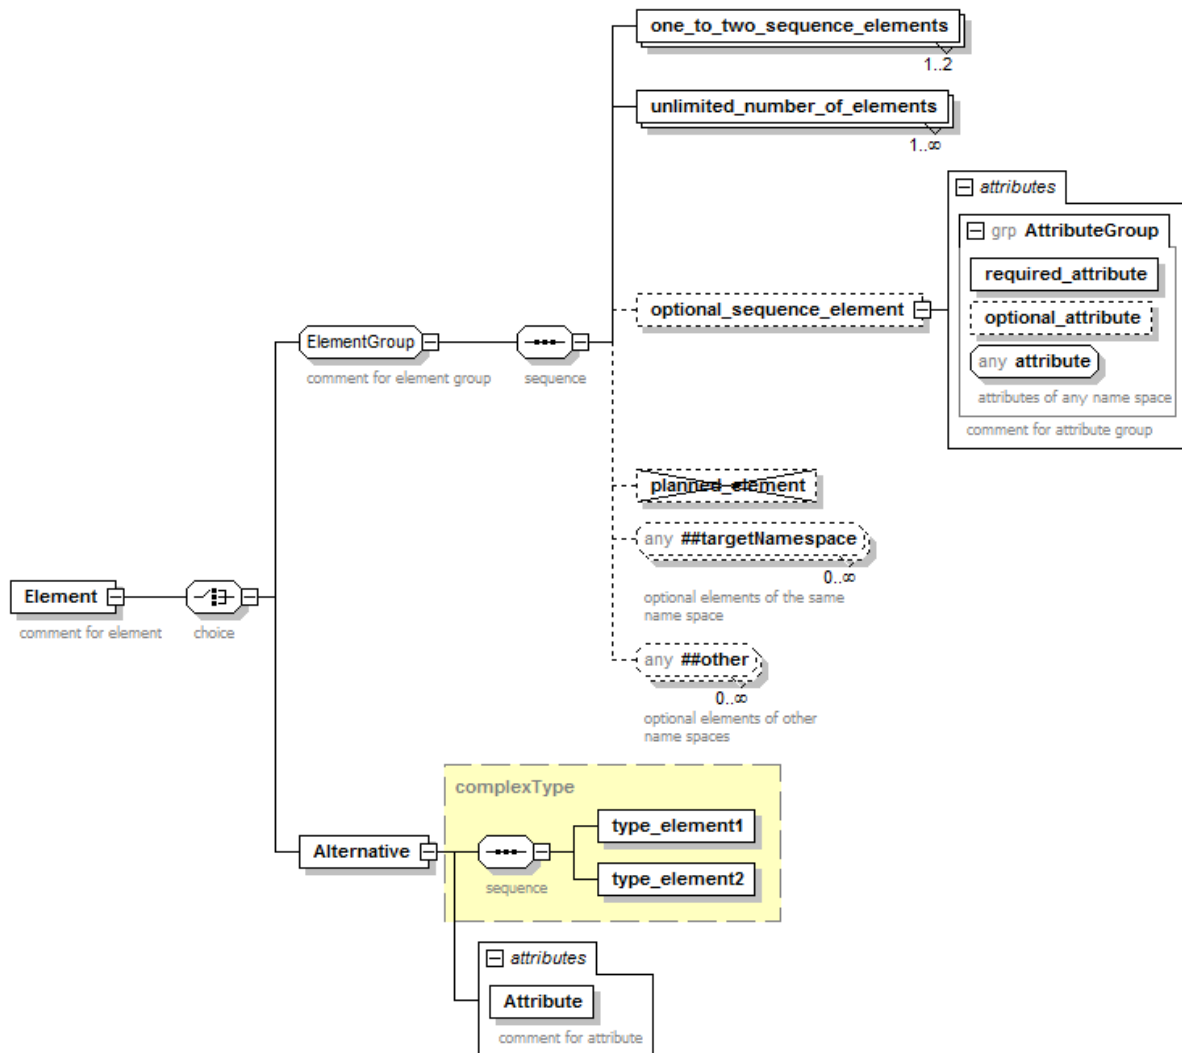 one_to_two_sequence_elements
1..2
unlimited_number_of_elements
1..∞
attributes
grp AttributeGroup
required_attribute
optional_sequence_element
optional_attribute
ElementGroup
any attribute
comment for element group
sequence
attributes of any name space
comment for attribute group
planned_element
any ##targetNamespace
0..∞
optional elements of the same
name space
Element
comment for element
choice
any ##other
0..∞
optional elements of other
name spaces
complexType
type_element1
Alternative
sequence
type_element2
attributes
Attribute
comment for attribute